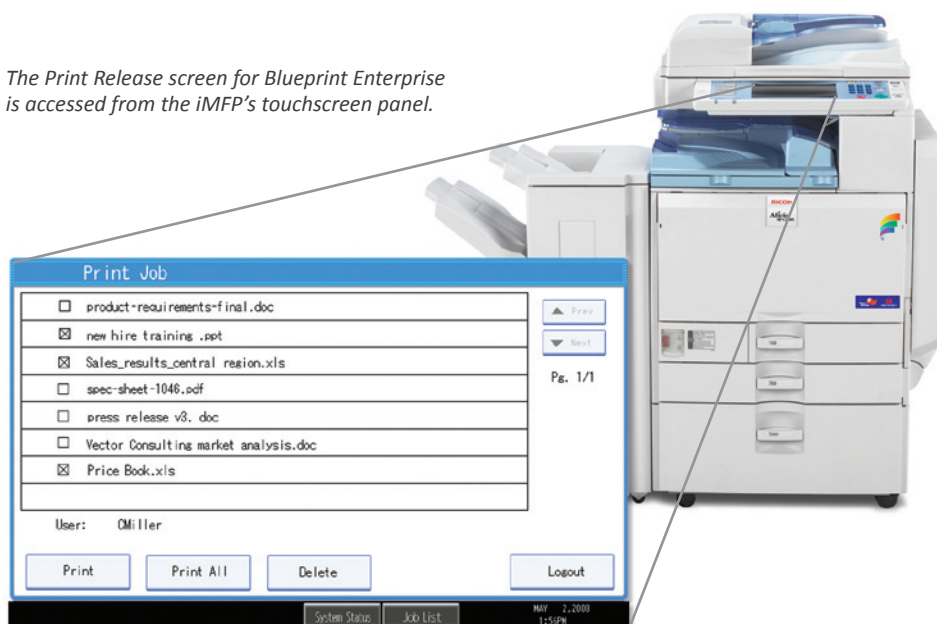 The Print Release screen for Blueprint Enterprise
is accessed from the iMFP's touchscreen panel.
RICOH
Aficio
Print Job
product-requirements-final.doc
new hire training .ppt
Sales_results_central region.xls
spec-sheet-1046.pdf
press release v3. doc
Vector Consulting market analysis.doc
Price Book.xls
Prev
Next
Pg. 1/1
User: CMiller
Print
Print All
Delete
Logout
System Status
Job List
MAY 2,2008
1:56PM